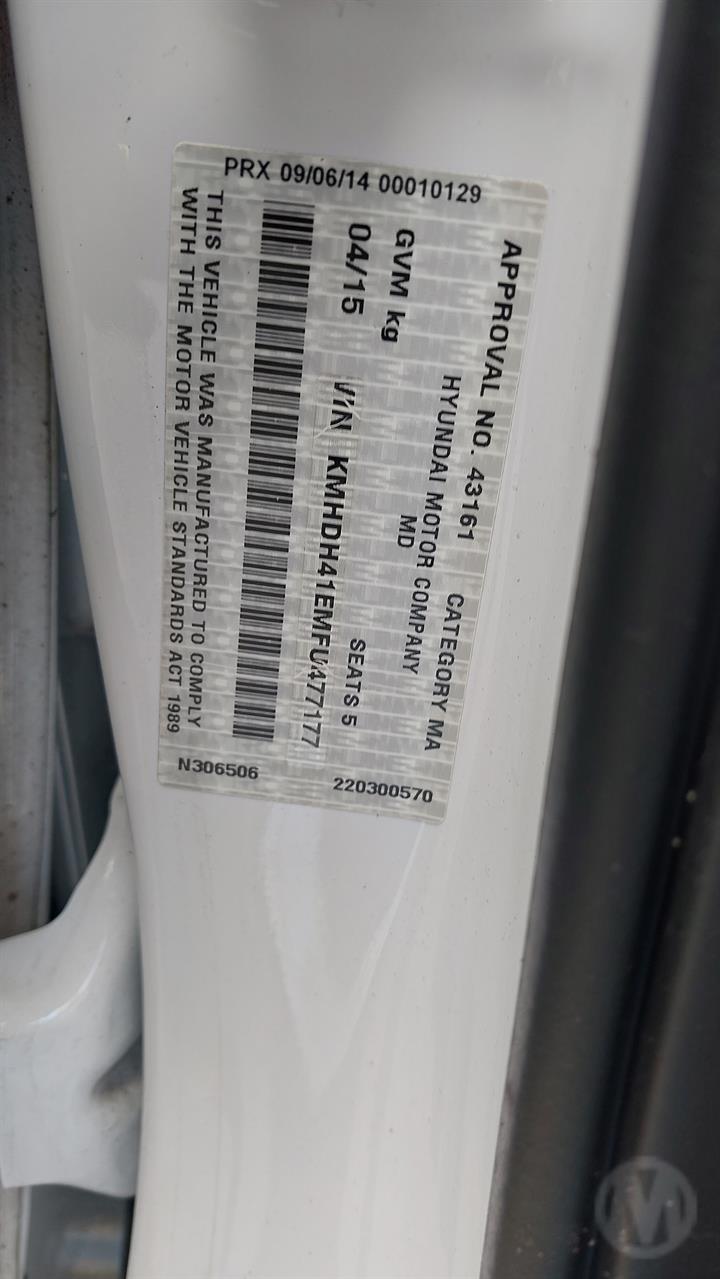 PRX 09/06/14 00010129
APPROVAL NO. 43161 CATEGORY MA
HYUNDAI MOTOR COMPANY
MD
GVM kg
04/15 SEATS 5
VIN KMHDH41EMFU477177
THIS VEHICLE WAS MANUFACTURED TO COMPLY
WITH THE MOTOR VEHICLE STANDARDS ACT 1989
N306506 220300570
M